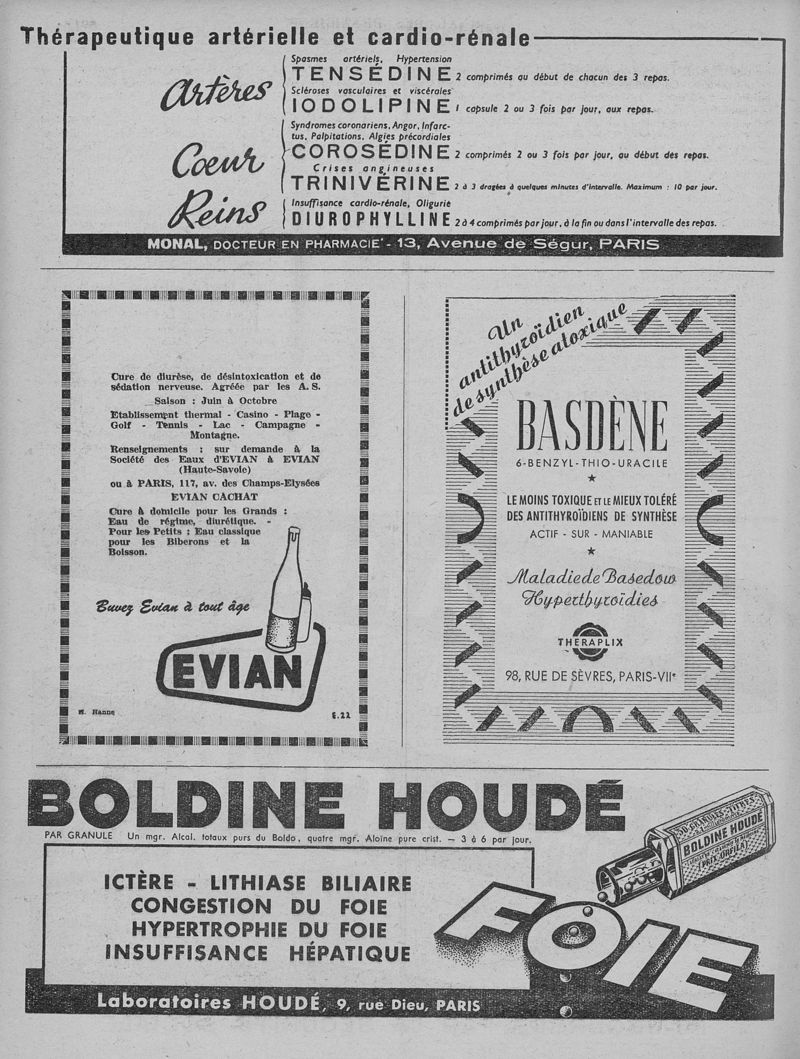 Thérapeutique artérielle et cardio-rénale
Artères
Spasmes artériels, Hypertension
TENSÉDINE 2 comprimés au début de chacun des 3 repas.
Scléroses vasculaires et viscérales
IODOLIPINE 1 capsule 2 ou 3 fois par jour, aux repas.
Cœur
Syndromes coronariens, Angor, Infarc-
tus, Palpitations, Algies précordiales
COROSÉDINE 2 comprimés 2 ou 3 fois par jour, au début des repas.
Crises angineuses
TRINIVÉRINE 2 à 3 dragées à quelques minutes d'intervalle. Maximum : 10 par jour.
Reins
Insuffisance cardio-rénale, Oligurie
DIUROPHYLLINE 2 à 4 comprimés par jour, à la fin ou dans l'intervalle des repas.
MONAL, DOCTEUR EN PHARMACIE - 13, Avenue de Ségur, PARIS
Cure de diurèse, de désintoxication et de
sédation nerveuse. Agréée par les A. S.
Saison : Juin à Octobre
Etablissement thermal - Casino - Plage -
Golf - Tennis - Lac - Campagne -
Montagne.
Renseignements : sur demande à la
Société des Eaux d'EVIAN à EVIAN
(Haute-Savoie)
ou à PARIS, 117, av. des Champs-Elysées
EVIAN CACHAT
Cure à domicile pour les Grands :
Eau de régime, diurétique. -
Pour les Petits : Eau classique
pour les Biberons et la
Boisson.
Buvez Evian à tout âge
EVIAN
H. Hanne
E.22
Un
antithyroïdien
de synthèse atoxique
BASDÈNE
6-BENZYL-THIO-URACILE
LE MOINS TOXIQUE ET LE MIEUX TOLÉRÉ
DES ANTITHYROÏDIENS DE SYNTHÈSE
ACTIF - SUR - MANIABLE
Maladie de Basedow
Hyperthyroïdies
THERAPLIX
98, RUE DE SÈVRES, PARIS-VIIe
BOLDINE HOUDÉ
PAR GRANULE Un mgr. Alcal. totaux purs du Boldo, quatre mgr. Aloïne pure crist. — 3 à 6 par jour.
ICTÈRE - LITHIASE BILIAIRE
CONGESTION DU FOIE
HYPERTROPHIE DU FOIE
INSUFFISANCE HÉPATIQUE
BOLDINE HOUDÉ
FOIE
Laboratoires HOUDÉ, 9, rue Dieu, PARIS